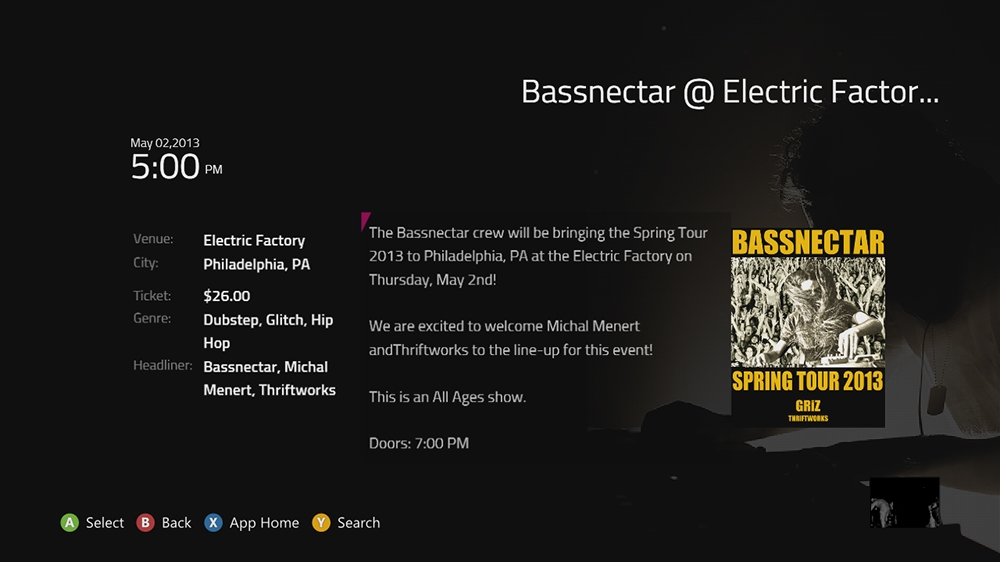 Bassnectar @ Electric Factor...
May 02,2013
5:00 PM
Venue: Electric Factory
City: Philadelphia, PA
Ticket: $26.00
Genre: Dubstep, Glitch, Hip
Hop
Headliner: Bassnectar, Michal
Menert, Thriftworks
The Bassnectar crew will be bringing the Spring Tour
2013 to Philadelphia, PA at the Electric Factory on
Thursday, May 2nd!
We are excited to welcome Michal Menert
andThriftworks to the line-up for this event!
This is an All Ages show.
Doors: 7:00 PM
BASSNECTAR
SPRING TOUR 2013
GRiZ
THRIFTWORKS
A Select B Back X App Home Y Search